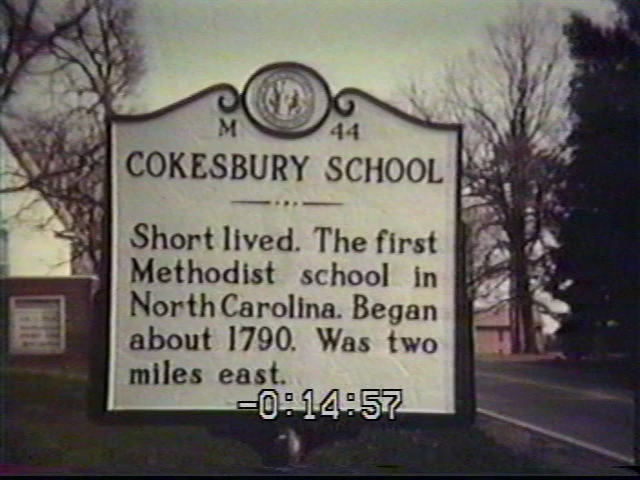 M 44
COKESBURY SCHOOL
Short lived. The first
Methodist school in
North Carolina. Began
about 1790. Was two
miles east.
-0:14:57